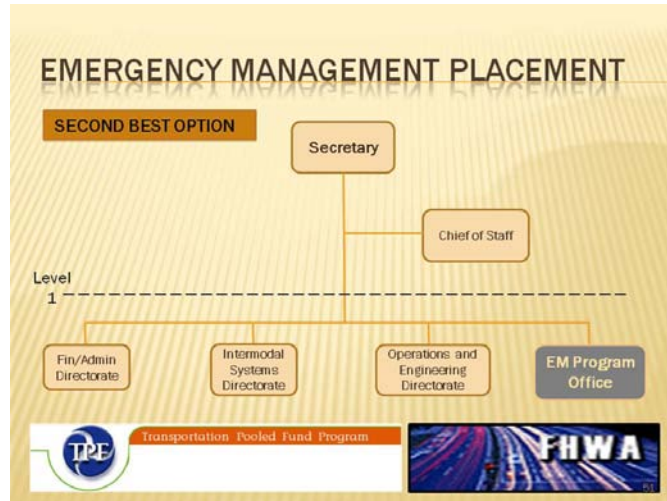 EMERGENCY MANAGEMENT PLACEMENT
SECOND BEST OPTION
Secretary
Chief of Staff
Level
1
Fin/Admin
Directorate
Intermodal
Systems
Directorate
Operations and
Engineering
Directorate
EM Program
Office
TPF
Transportation Pooled Fund Program
FHWA
51